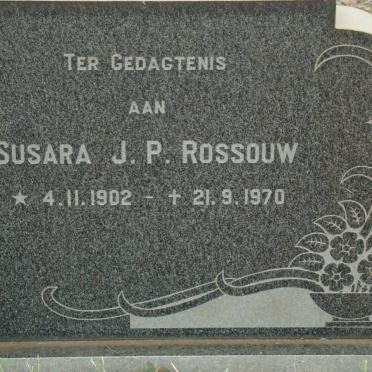 TER GEDAGTENIS
AAN
SUSARA J. P. ROSSOUW
★ 4.11.1902 - † 21.9.1970